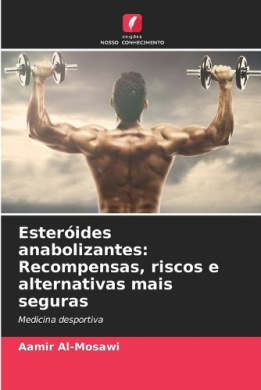 edições
NOSSO CONHECIMENTO
Esteróides
anabolizantes:
Recompensas, riscos e
alternativas mais
seguras
Medicina desportiva
Aamir Al-Mosawi